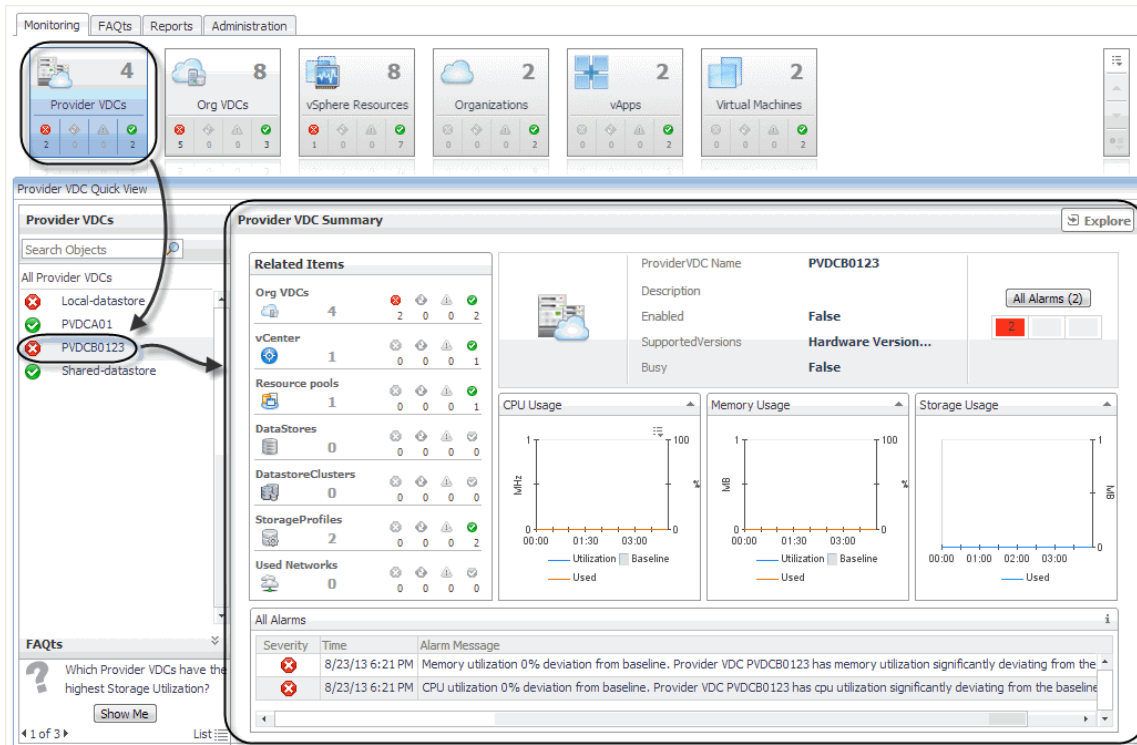 Monitoring FAQts Reports Administration
4 8 8 2 2 2
Provider VDCs Org VDCs vSphere Resources Organizations vApps Virtual Machines
2 0 0 2 5 0 0 3 1 0 0 7 0 0 0 2 0 0 0 2 0 0 0 2
Provider VDC Quick View
Provider VDCs
Search Objects
All Provider VDCs
Local-datastore
PVDCA01
PVDCB0123
Shared-datastore
FAQts
Which Provider VDCs have the
highest Storage Utilization?
Show Me
1 of 3 List
Provider VDC Summary Explore
Related Items
Org VDCs
4 2 0 0 2
vCenter
1 0 0 0 1
Resource pools
1 0 0 0 1
DataStores
0 0 0 0 0
DatastoreClusters
0 0 0 0 0
StorageProfiles
2 0 0 0 2
Used Networks
0 0 0 0 0
ProviderVDC Name PVDCB0123
Description
Enabled False
SupportedVersions Hardware Version...
Busy False
All Alarms (2)
2
CPU Usage
1 100
MHz %
0 0
00:00 01:30 03:00
Utilization Baseline
Used
Memory Usage
1 100
MB %
0 0
00:00 01:30 03:00
Utilization Baseline
Used
Storage Usage
1
MB
0
00:00 01:00 02:00 03:00
Used
All Alarms
Severity Time Alarm Message
8/23/13 6:21 PM Memory utilization 0% deviation from baseline. Provider VDC PVDCB0123 has memory utilization significantly deviating from the
8/23/13 6:21 PM CPU utilization 0% deviation from baseline. Provider VDC PVDCB0123 has cpu utilization significantly deviating from the baseline